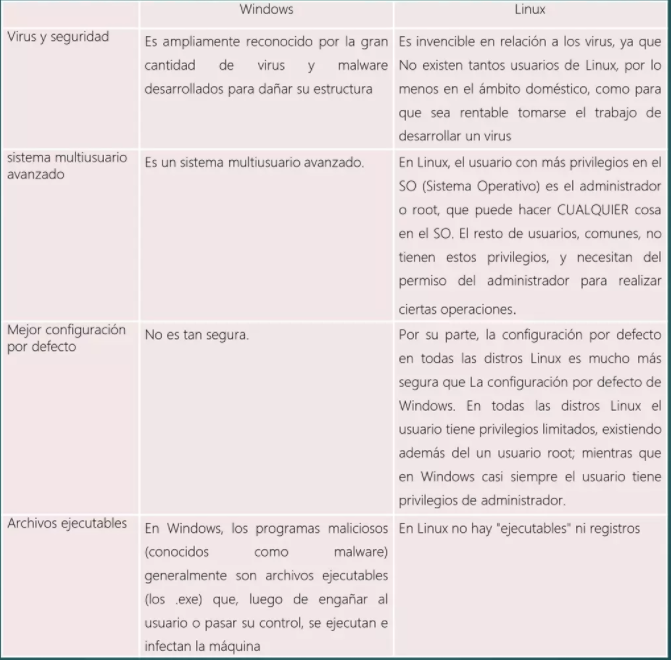 Windows
Linux
Virus y seguridad
Es ampliamente reconocido por la gran
cantidad de virus y malware
desarrollados para dañar su estructura
Es invencible en relación a los virus, ya que
No existen tantos usuarios de Linux, por lo
menos en el ámbito doméstico, como para
que sea rentable tomarse el trabajo de
desarrollar un virus
sistema multiusuario
avanzado
Es un sistema multiusuario avanzado.
En Linux, el usuario con más privilegios en el
SO (Sistema Operativo) es el administrador
o root, que puede hacer CUALQUIER cosa
en el SO. El resto de usuarios, comunes, no
tienen estos privilegios, y necesitan del
permiso del administrador para realizar
ciertas operaciones.
Mejor configuración
por defecto
No es tan segura.
Por su parte, la configuración por defecto
en todas las distros Linux es mucho más
segura que La configuración por defecto de
Windows. En todas las distros Linux el
usuario tiene privilegios limitados, existiendo
además del un usuario root; mientras que
en Windows casi siempre el usuario tiene
privilegios de administrador.
Archivos ejecutables
En Windows, los programas maliciosos
(conocidos como malware)
generalmente son archivos ejecutables
(los .exe) que, luego de engañar al
usuario o pasar su control, se ejecutan e
infectan la máquina
En Linux no hay "ejecutables" ni registros